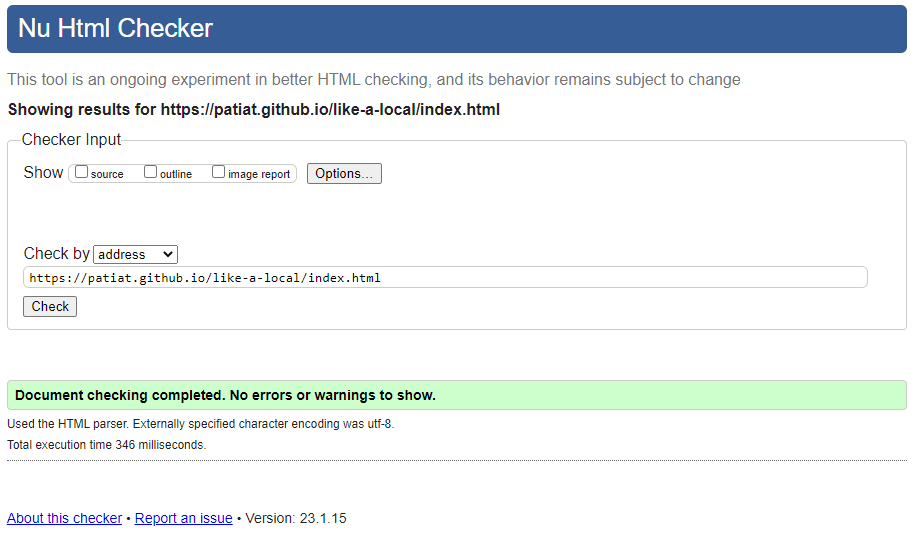 Nu Html Checker
This tool is an ongoing experiment in better HTML checking, and its behavior remains subject to change
Showing results for https://patiat.github.io/like-a-local/index.html
Checker Input
Show source outline image report Options...
Check by address
https://patiat.github.io/like-a-local/index.html
Check
Document checking completed. No errors or warnings to show.
Used the HTML parser. Externally specified character encoding was utf-8.
Total execution time 346 milliseconds.
About this checker • Report an issue • Version: 23.1.15